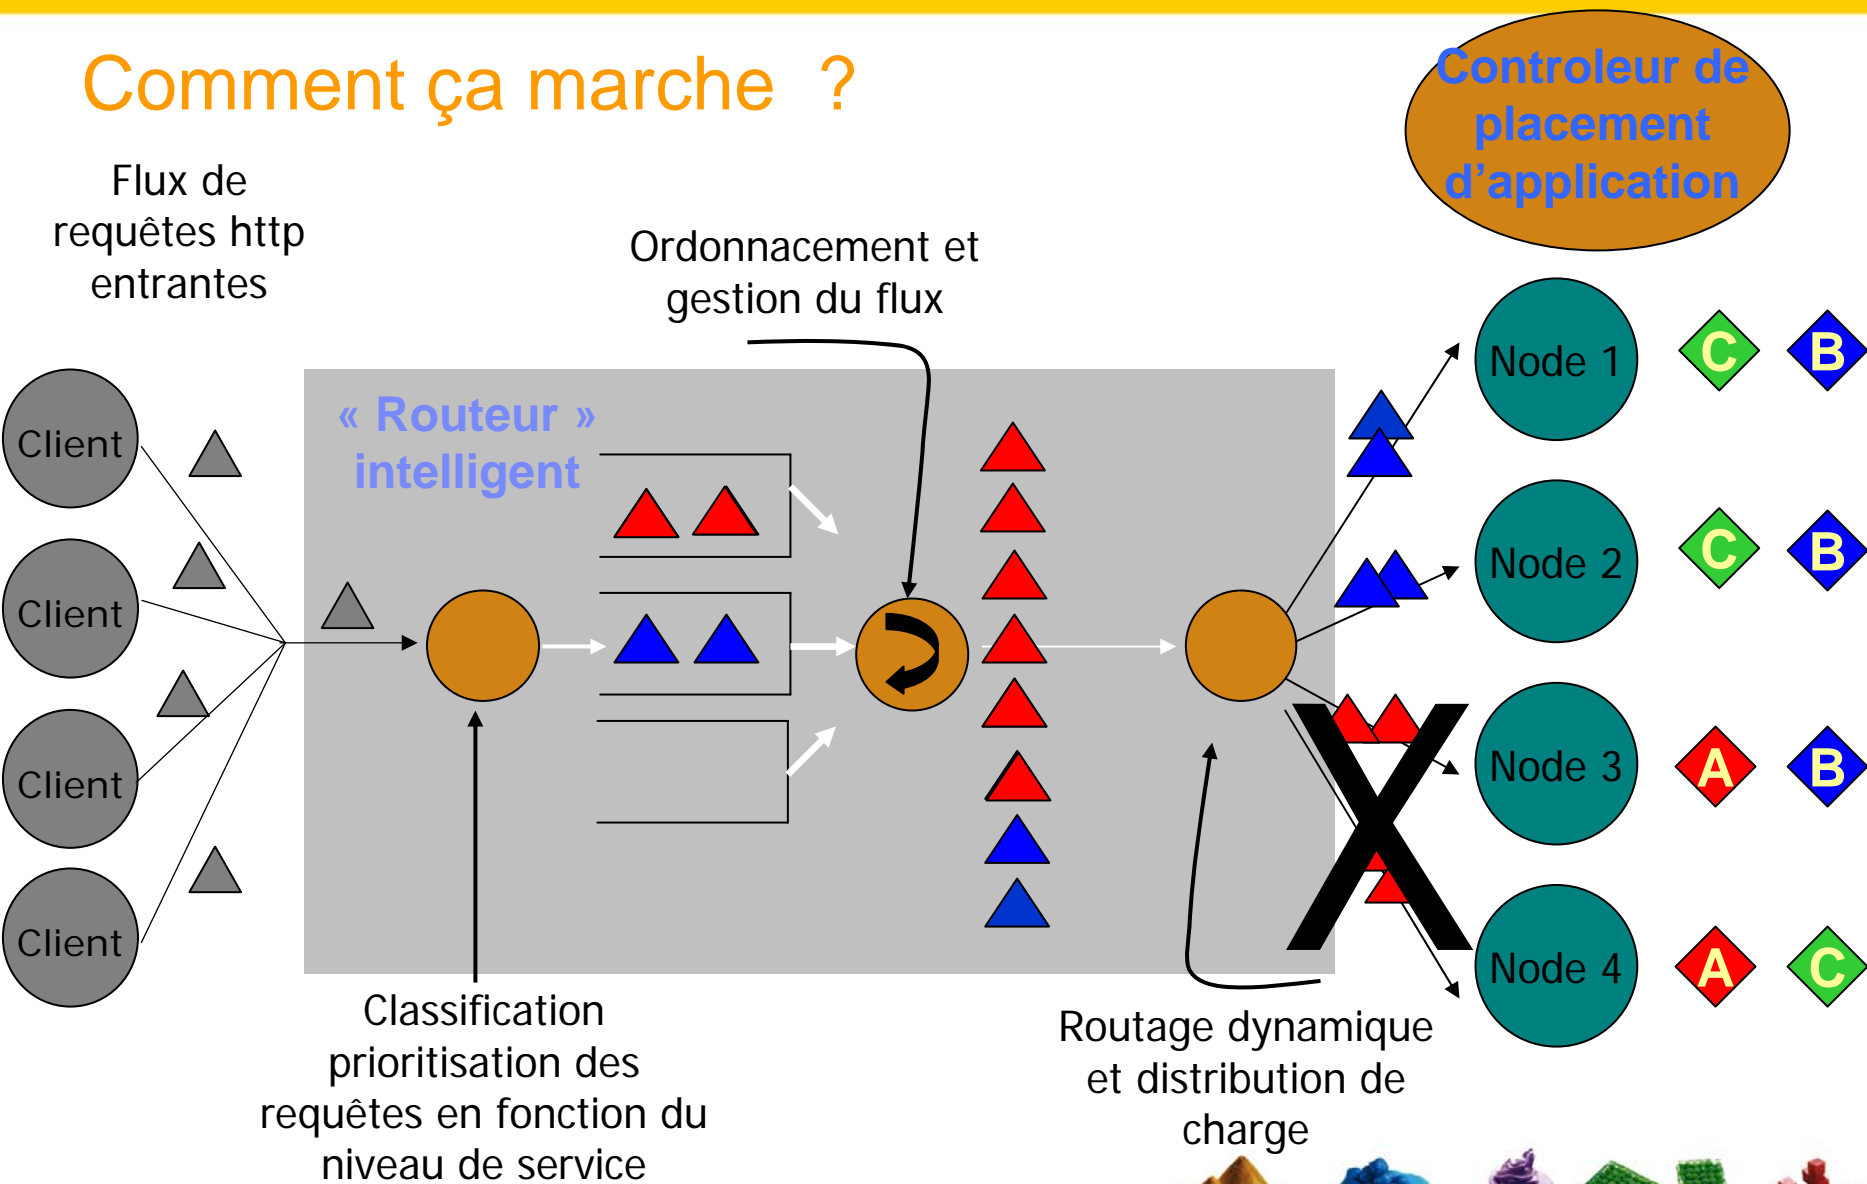 Comment ça marche ?
Controleur de
placement
d’application
Flux de
requêtes http
entrantes
Ordonnacement et
gestion du flux
« Routeur »
intelligent
Client
Client
Client
Client
Node 1
C
B
Node 2
C
B
Node 3
A
B
Node 4
A
C
X
Classification
prioritisation des
requêtes en fonction du
niveau de service
Routage dynamique
et distribution de
charge